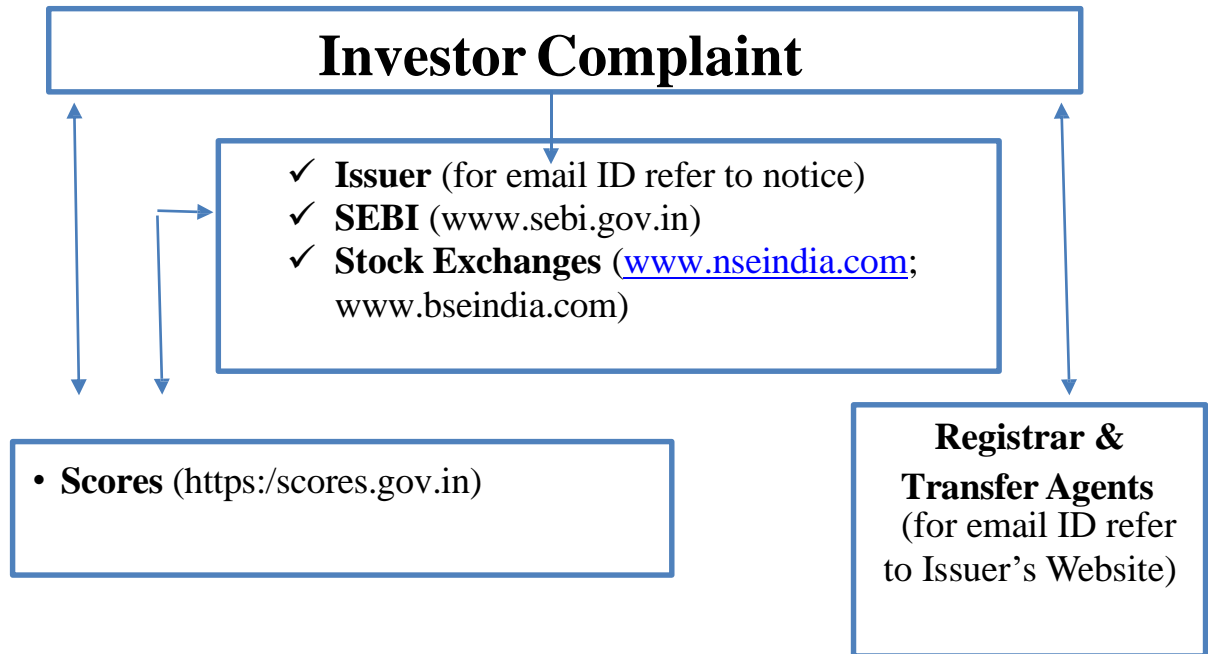 Investor Complaint
✓ Issuer (for email ID refer to notice)
✓ SEBI (www.sebi.gov.in)
✓ Stock Exchanges (www.nseindia.com;
www.bseindia.com)
• Scores (https:/scores.gov.in)
Registrar &
Transfer Agents
(for email ID refer
to Issuer’s Website)